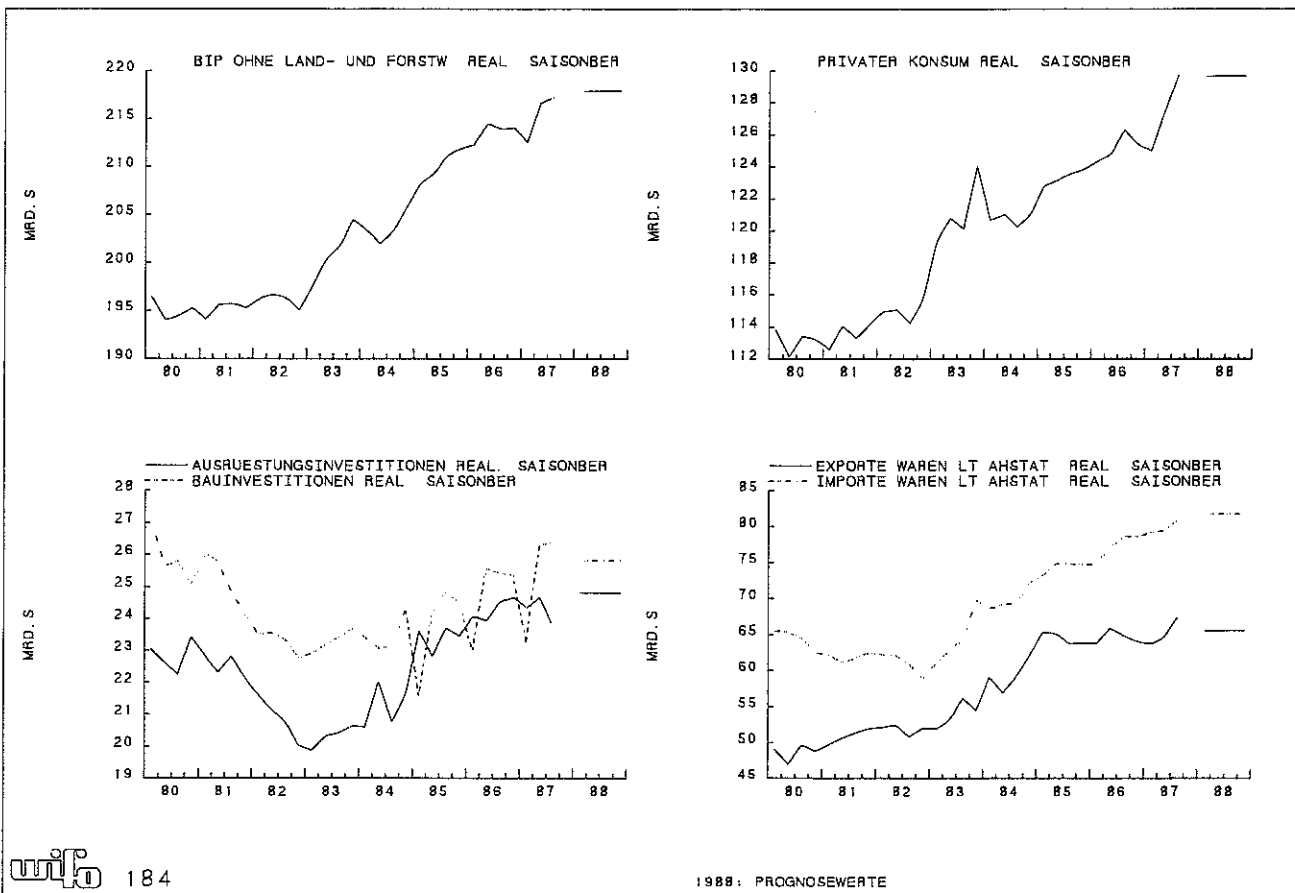 BIP OHNE LAND- UND FORSTW REAL SAISONBER
220
215
210
205
200
195
190
MRD. S
80 81 82 83 84 85 86 87 88
PRIVATER KONSUM REAL SAISONBER
130
128
126
124
122
120
118
116
114
112
MRD. S
80 81 82 83 84 85 86 87 88
AUSRUESTUNGSINVESTITIONEN REAL. SAISONBER
BAUINVESTITIONEN REAL SAISONBER
28
27
26
25
24
23
22
21
20
19
MRD. S
80 81 82 83 84 85 86 87 88
EXPORTE WAREN LT AHSTAT REAL SAISONBER
IMPORTE WAREN LT AHSTAT REAL SAISONBER
85
80
75
70
65
60
55
50
45
MRD. S
80 81 82 83 84 85 86 87 88
wifo 184
1988: PROGNOSEWERTE